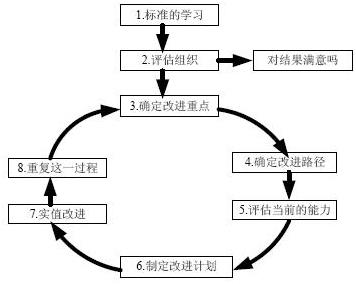 1.标准的学习
2.评估组织
对结果满意吗
3.确定改进重点
4.确定改进路径
5.评估当前的能力
6.制定改进计划
7.实值改进
8.重复这一过程